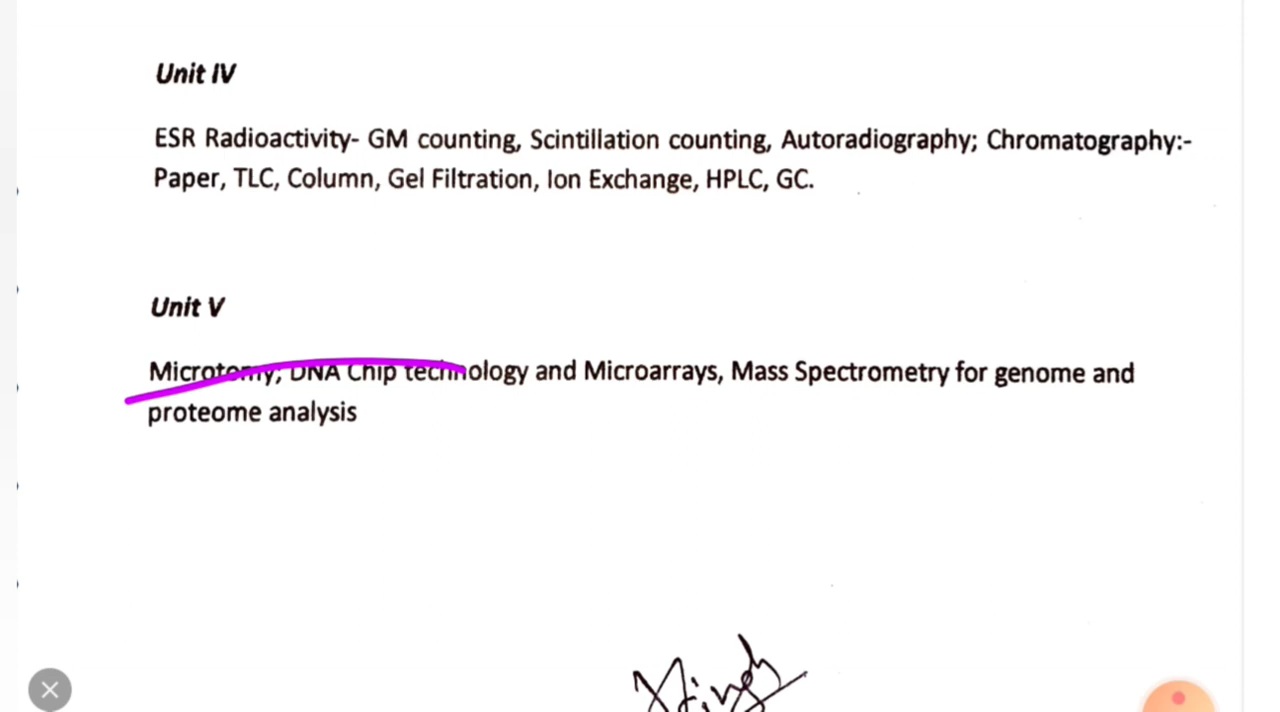 Unit IV
ESR Radioactivity- GM counting, Scintillation counting, Autoradiography; Chromatography:-
Paper, TLC, Column, Gel Filtration, Ion Exchange, HPLC, GC.
Unit V
Microtomy, DNA Chip technology and Microarrays, Mass Spectrometry for genome and
proteome analysis